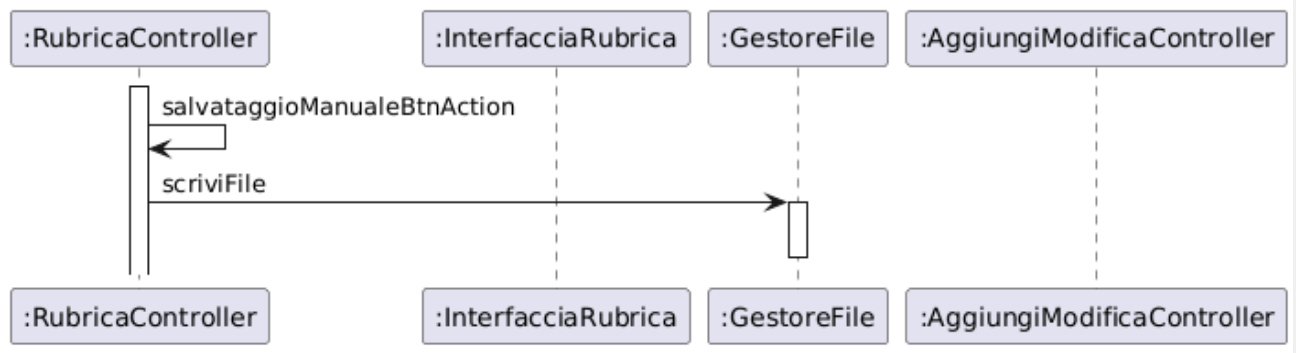 :RubricaController
:InterfacciaRubrica
:GestoreFile
:AggiungiModificaController
salvataggioManualeBtnAction
scriviFile
:RubricaController
:InterfacciaRubrica
:GestoreFile
:AggiungiModificaController